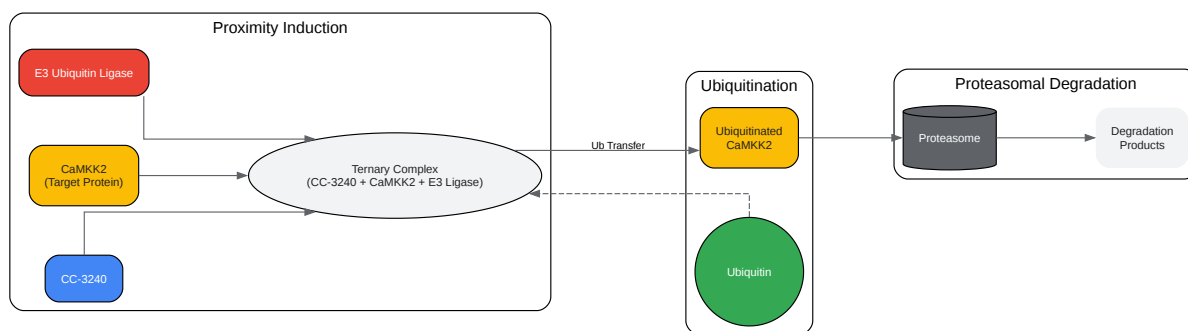 Proximity Induction
E3 Ubiquitin Ligase
CaMKK2
(Target Protein)
CC-3240
Ternary Complex
(CC-3240 + CaMKK2 + E3 Ligase)
Ub Transfer
Ubiquitination
Ubiquitinated
CaMKK2
Ubiquitin
Proteasomal Degradation
Proteasome
Degradation
Products